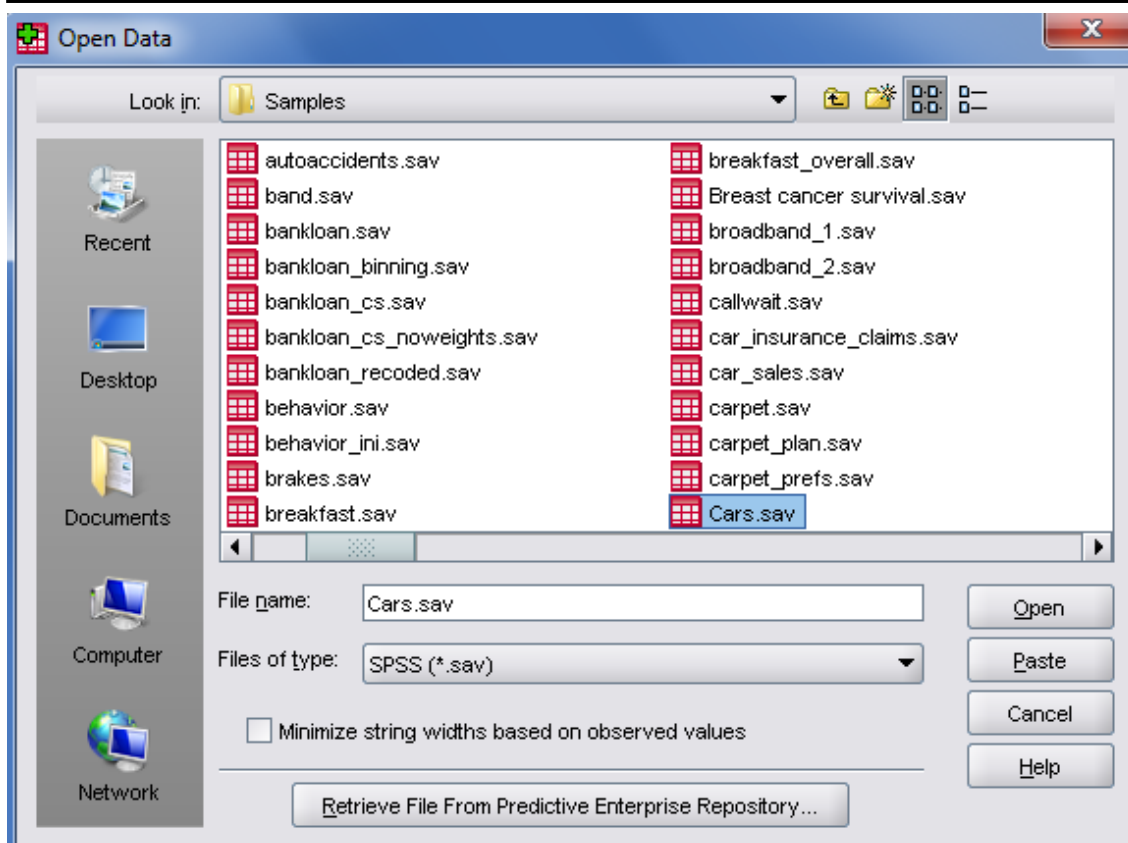 Open Data
Look in:
Samples
Recent
Desktop
Documents
Computer
Network
autoaccidents.sav
band.sav
bankloan.sav
bankloan_binning.sav
bankloan_cs.sav
bankloan_cs_noweights.sav
bankloan_recoded.sav
behavior.sav
behavior_ini.sav
brakes.sav
breakfast.sav
breakfast_overall.sav
Breast cancer survival.sav
broadband_1.sav
broadband_2.sav
callwait.sav
car_insurance_claims.sav
car_sales.sav
carpet.sav
carpet_plan.sav
carpet_prefs.sav
Cars.sav
File name:
Cars.sav
Open
Files of type:
SPSS (*.sav)
Paste
Minimize string widths based on observed values
Cancel
Help
Retrieve File From Predictive Enterprise Repository...